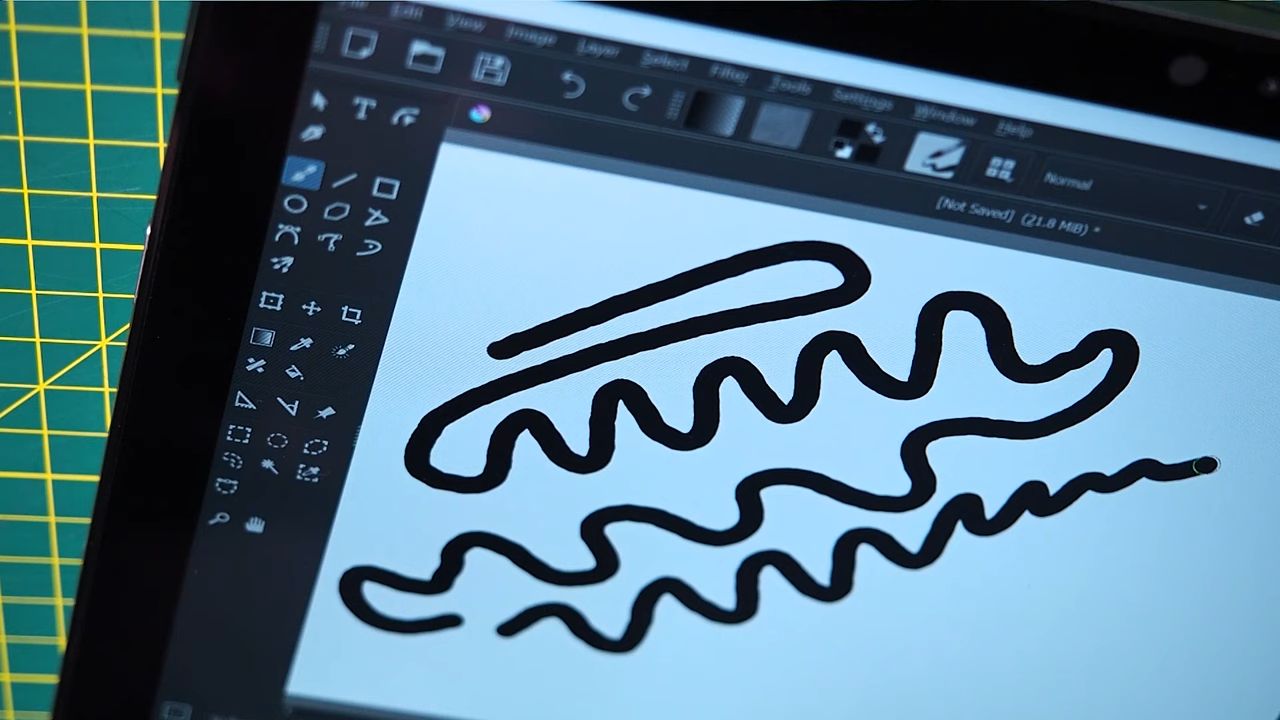 File Edit View Image Layer Select Filter Tools Settings Window Help
T
Normal
[Not Saved] (21.8 MiB) *